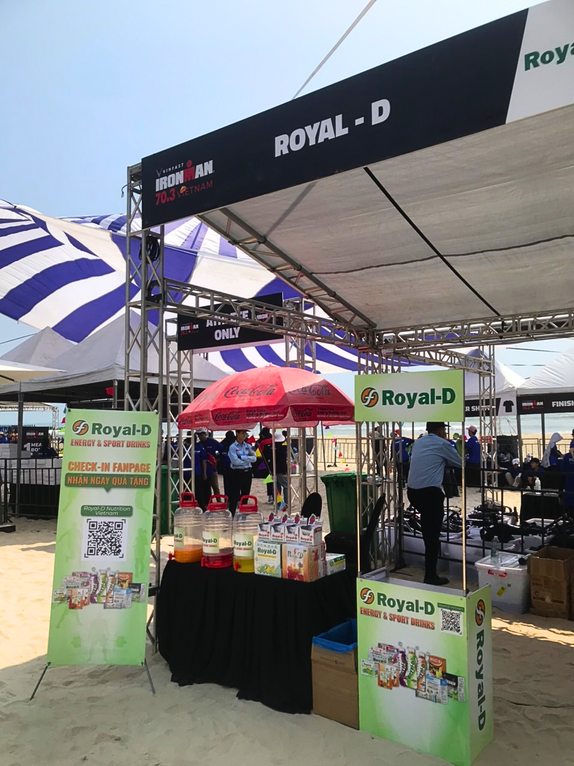 Royal
ROYAL - D
VINFAST
IRONMAN
70.3 VIETNAM
ONLY
Coca-Cola
Royal-D
Royal-D
ENERGY & SPORT DRINKS
CHECK-IN FANPAGE
NHẬN NGAY QUÀ TẶNG
Royal-D Nutrition
Vietnam
FINISH
Royal-D
ENERGY & SPORT DRINKS
Royal-D